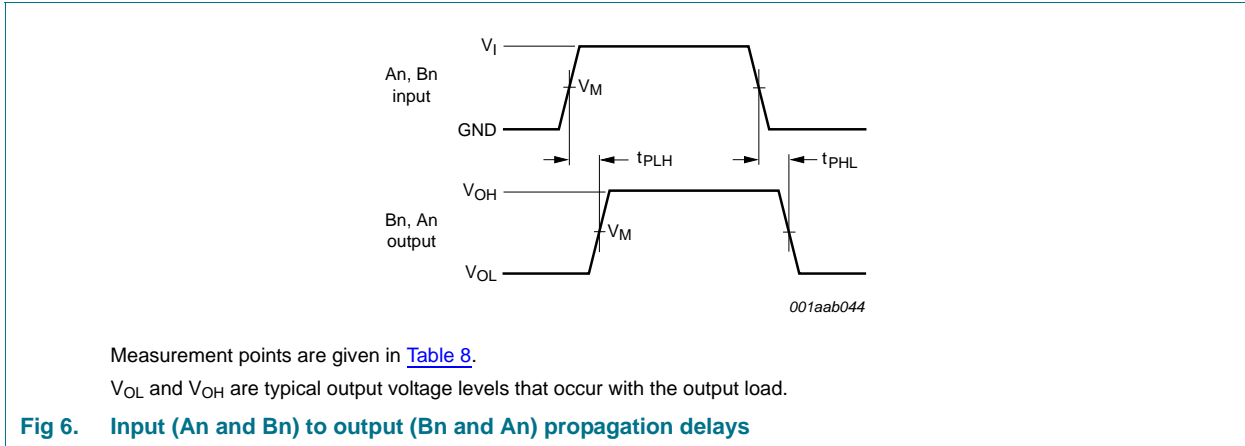 VI
An, Bn
input
VM
GND
tPLH
tPHL
VOH
Bn, An
output
VM
VOL
001aab044
Measurement points are given in Table 8.
VOL and VOH are typical output voltage levels that occur with the output load.
Fig 6. Input (An and Bn) to output (Bn and An) propagation delays